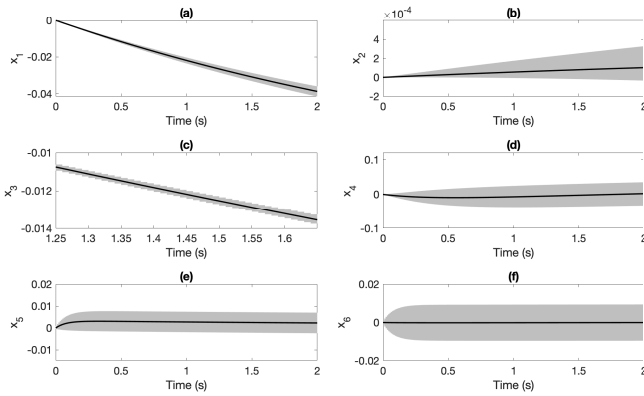 (a)
0
-0.02
-0.04
x1
0 0.5 1 1.5 2
Time (s)
(b)
×10-4
4
2
0
-2
x2
0 0.5 1 1.5 2
Time (s)
(c)
-0.01
-0.012
-0.014
x3
1.25 1.3 1.35 1.4 1.45 1.5 1.55 1.6
Time (s)
(d)
0.1
0
-0.1
x4
0 0.5 1 1.5 2
Time (s)
(e)
0.02
0.01
0
-0.01
x5
0 0.5 1 1.5 2
Time (s)
(f)
0.02
0
-0.02
x6
0 0.5 1 1.5 2
Time (s)